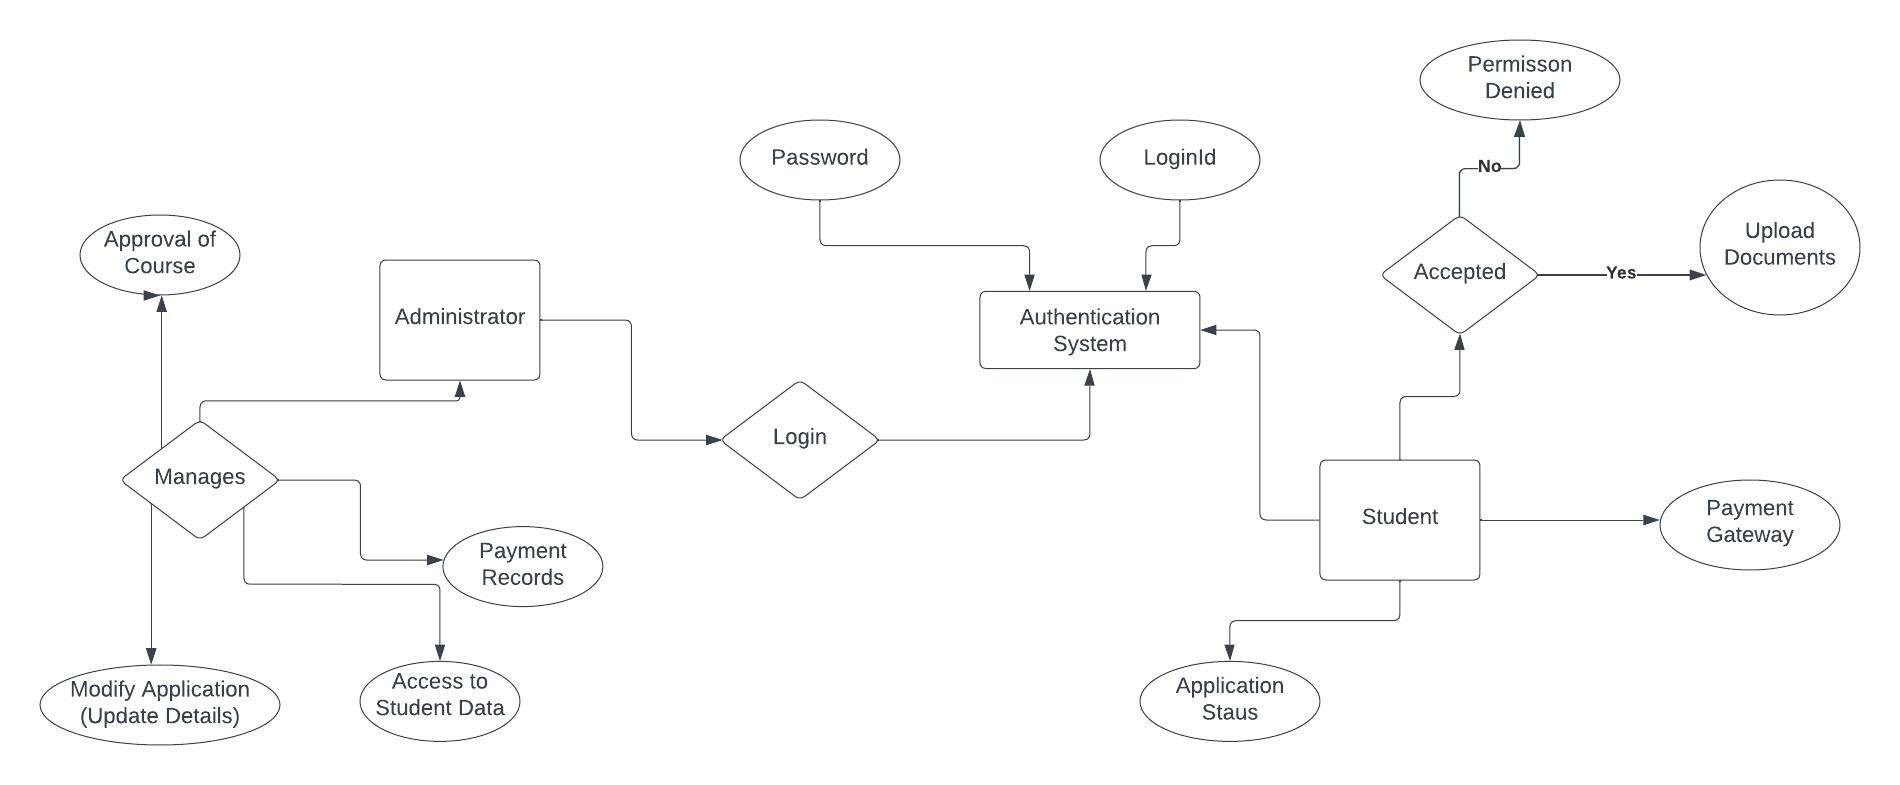 Permisson
Denied
Password
LoginId
No
Approval of
Course
Upload
Documents
Accepted
Yes
Administrator
Authentication
System
Login
Manages
Student
Payment
Gateway
Payment
Records
Modify Application
(Update Details)
Access to
Student Data
Application
Staus